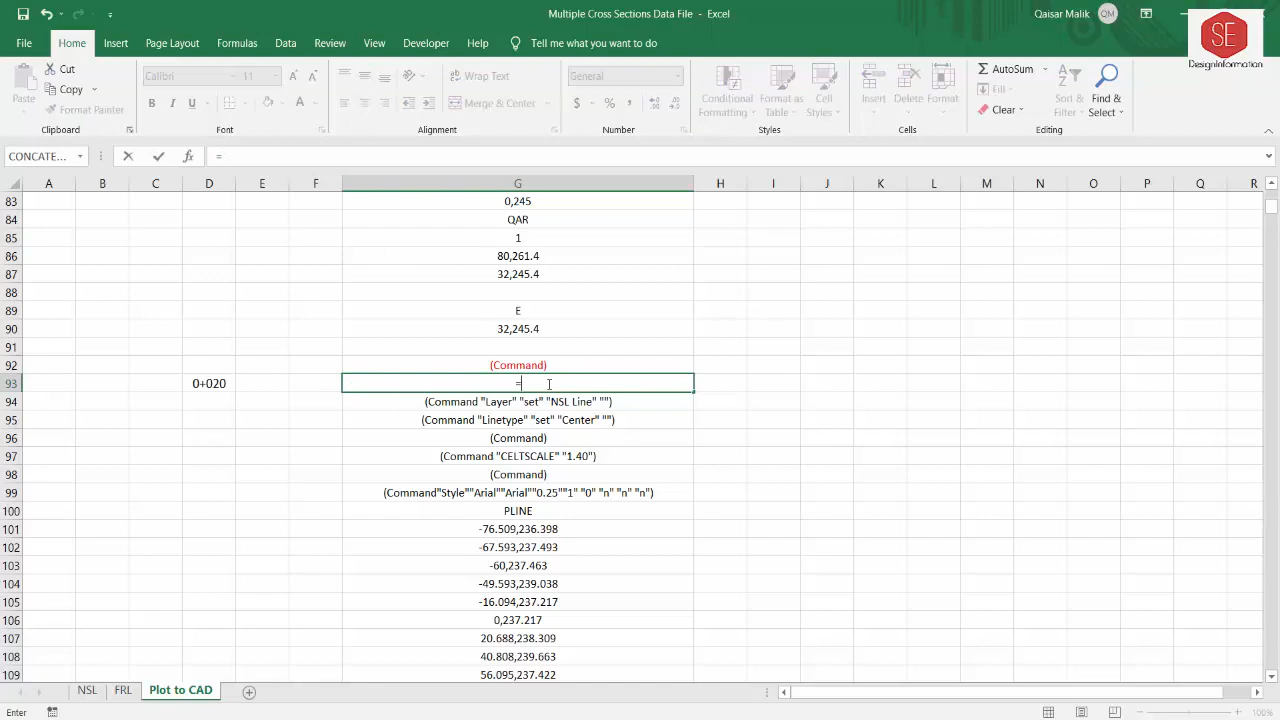 Multiple Cross Sections Data File - Excel
Qaisar Malik
QM
SE
DesignInformation
File Home Insert Page Layout Formulas Data Review View Developer Help Tell me what you want to do
Paste
Cut
Copy
Format Painter
Clipboard
Calibri
11
B I U
A A
Font
Wrap Text
Merge & Center
Alignment
General
$ % ,
Number
Conditional Formatting
Format as Table
Cell Styles
Styles
Insert Delete Format
Cells
AutoSum
Fill
Clear
Sort & Filter
Find & Select
Editing
CONCATE... fx =
A B C D E F G H I J K L M N O P Q R
83 0,245
84 QAR
85 1
86 80,261.4
87 32,245.4
88
89 E
90 32,245.4
91
92 (Command)
93 0+020 =
94 (Command "Layer" "set" "NSL Line" "")
95 (Command "Linetype" "set" "Center" "")
96 (Command)
97 (Command "CELTSCALE" "1.40")
98 (Command)
99 (Command"Style""Arial""Arial""0.25""1" "0" "n" "n" "n")
100 PLINE
101 -76.509,236.398
102 -67.593,237.493
103 -60,237.463
104 -49.593,239.038
105 -16.094,237.217
106 0,237.217
107 20.688,238.309
108 40.808,239.663
109 56.095,237.422
NSL FRL Plot to CAD
Enter
100%